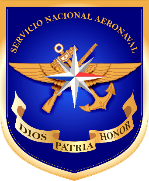 SERVICIO NACIONAL AERONAVAL
DIOS PATRIA HONOR